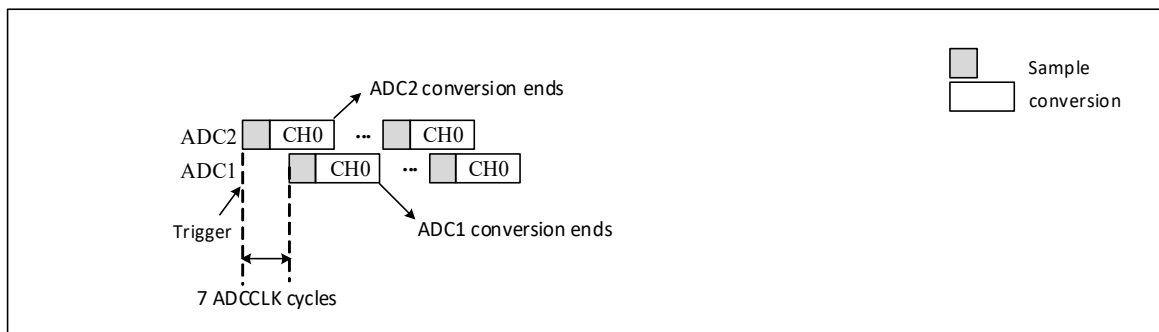 Sample
conversion
ADC2 conversion ends
ADC2 CH0 ... CH0
ADC1 CH0 ... CH0
Trigger
ADC1 conversion ends
7 ADCCLK cycles